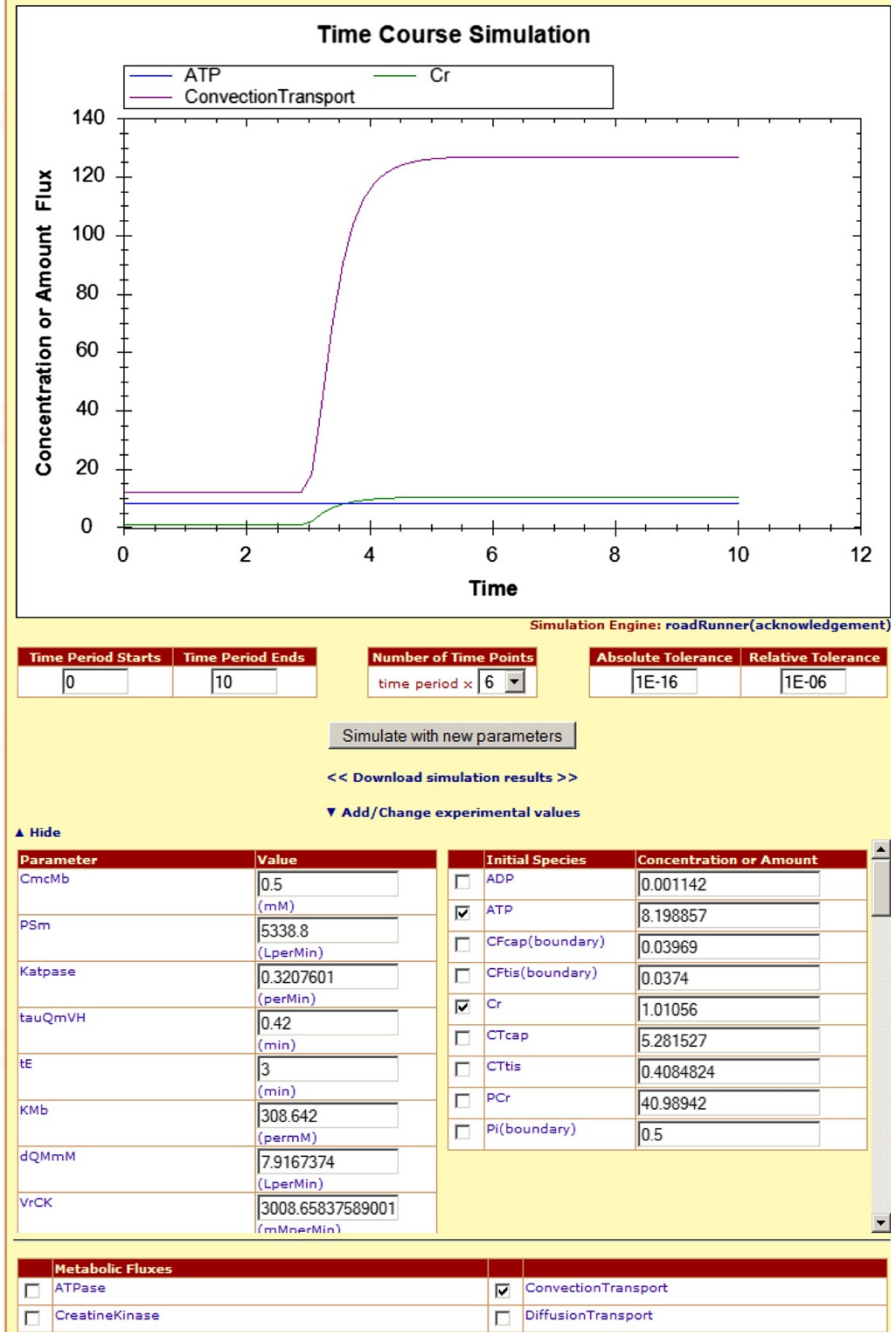 Time Course Simulation
ATP Cr
ConvectionTransport
140
120
100
80
60
40
20
0
Concentration or Amount Flux
0 2 4 6 8 10 12
Time
Simulation Engine: roadRunner(acknowledgement)
Time Period Starts Time Period Ends Number of Time Points Absolute Tolerance Relative Tolerance
0 10 time period x 6 1E-16 1E-06
Simulate with new parameters
<< Download simulation results >>
▼ Add/Change experimental values
▲ Hide
Parameter Value
CmcMb 0.5
(mM)
PSm 5338.8
(LperMin)
Katpase 0.3207601
(perMin)
tauQmVH 0.42
(min)
tE 3
(min)
KMb 308.642
(permM)
dQMmM 7.9167374
(LperMin)
VrCK 3008.65837589001
(mMperMin)
Initial Species Concentration or Amount
ADP 0.001142
ATP 8.198857
CFcap(boundary) 0.03969
CFtis(boundary) 0.0374
Cr 1.01056
CTcap 5.281527
CTtis 0.4084824
PCr 40.98942
Pi(boundary) 0.5
Metabolic Fluxes
ATPase ConvectionTransport
CreatineKinase DiffusionTransport